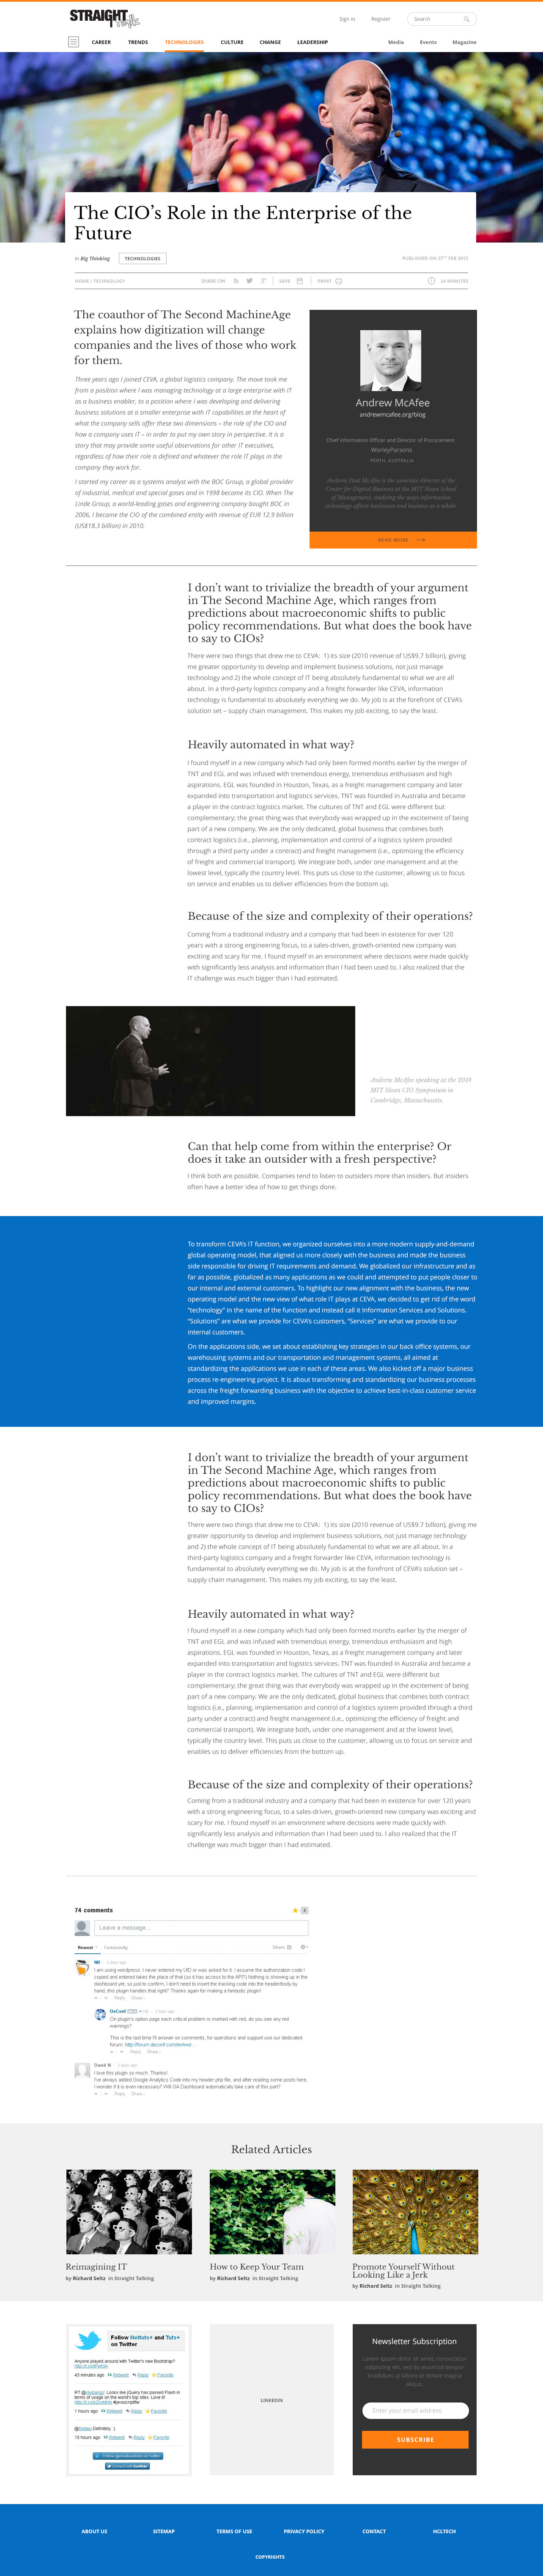 STRAIGHT
talk
Sign in
Register
Search
CAREER
TRENDS
TECHNOLOGIES
CULTURE
CHANGE
LEADERSHIP
Media
Events
Magazine
The CIO's Role in the Enterprise of the
Future
in Big Thinking
TECHNOLOGIES
PUBLISHED ON 27TH FEB 2015
HOME / TECHNOLOGY
SHARE ON
SAVE
PRINT
24 MINUTES
The coauthor of The Second MachineAge
explains how digitization will change
companies and the lives of those who work
for them.
Three years ago I joined CEVA, a global logistics company. The move took me
from a position where I was managing technology at a large enterprise with IT
as a business enabler, to a position where I was developing and delivering
business solutions at a smaller enterprise with IT capabilities at the heart of
what the company sells offer these two dimensions – the role of the CIO and
how a company uses IT – in order to put my own story in perspective. It is a
story that may provide some useful observations for other IT executives,
regardless of how their role is defined and whatever the role IT plays in the
company they work for.
I started my career as a systems analyst with the BOC Group, a global provider
of industrial, medical and special gases and in 1998 became its CIO. When The
Linde Group, a world-leading gases and engineering company bought BOC in
2006, I became the CIO of the combined entity with revenue of EUR 12.9 billion
(US$18,3 billion) in 2010.
Andrew McAfee
andrewmcafee.org/blog
Chief Information Officer and Director of Procurement
WorleyParsons
PERTH, AUSTRALIA
Andrew Paul McAfee is the associate director of the
Center for Digital Business at the MIT Sloan School
of Management, studying the ways information
technology affects businesses and business as a whole.
READ MORE
I don't want to trivialize the breadth of your argument
in The Second Machine Age, which ranges from
predictions about macroeconomic shifts to public
policy recommendations. But what does the book have
to say to CIOs?
There were two things that drew me to CEVA: 1) its size (2010 revenue of US$9.7 billion), giving
me greater opportunity to develop and implement business solutions, not just manage
technology and 2) the whole concept of IT being absolutely fundamental to what we are all
about. In a third-party logistics company and a freight forwarder like CEVA, information
technology is fundamental to absolutely everything we do. My job is at the forefront of CEVA's
solution set – supply chain management. This makes my job exciting, to say the least.
Heavily automated in what way?
I found myself in a new company which had only been formed months earlier by the merger of
TNT and EGL and was infused with tremendous energy, tremendous enthusiasm and high
aspirations. EGL was founded in Houston, Texas, as a freight management company and later
expanded into transportation and logistics services. TNT was founded in Australia and became
a player in the contract logistics market. The cultures of TNT and EGL were different but
complementary; the great thing was that everybody was wrapped up in the excitement of being
part of a new company. We are the only dedicated, global business that combines both
contract logistics (i.e., planning, implementation and control of a logistics system provided
through a third party under a contract) and freight management (i.e., optimizing the efficiency
of freight and commercial transport). We integrate both, under one management and at the
lowest level, typically the country level. This puts us close to the customer, allowing us to focus
on service and enables us to deliver efficiencies from the bottom up.
Because of the size and complexity of their operations?
Coming from a traditional industry and a company that had been in existence for over 120
years with a strong engineering focus, to a sales-driven, growth-oriented new company was
exciting and scary for me. I found myself in an environment where decisions were made quickly
with significantly less analysis and information than I had been used to. I also realized that the
IT challenge was much bigger than I had estimated.
Andrew McAfee speaking at the 2014
MIT Sloan CIO Symposium in
Cambridge, Massachusetts.
Can that help come from within the enterprise? Or
does it take an outsider with a fresh perspective?
I think both are possible. Companies tend to listen to outsiders more than insiders. But insiders
often have a better idea of how to get things done.
To transform CEVA's IT function, we organized ourselves into a more modern supply-and-demand
global operating model, that aligned us more closely with the business and made the business
side responsible for driving IT requirements and demand. We globalized our infrastructure and as
far as possible, globalized as many applications as we could and attempted to put people closer to
our internal and external customers. To highlight our new alignment with the business, the new
operating model and the new view of what role IT plays at CEVA, we decided to get rid of the word
"technology" in the name of the function and instead call it Information Services and Solutions.
"Solutions" are what we provide for CEVA's customers, "Services" are what we provide to our
internal customers.
On the applications side, we set about establishing key strategies in our back office systems, our
warehousing systems and our transportation and management systems, all aimed at
standardizing the applications we use in each of these areas. We also kicked off a major business
process re-engineering project. It is about transforming and standardizing our business processes
across the freight forwarding business with the objective to achieve best-in-class customer service
and improved margins.
I don't want to trivialize the breadth of your argument
in The Second Machine Age, which ranges from
predictions about macroeconomic shifts to public
policy recommendations. But what does the book have
to say to CIOs?
There were two things that drew me to CEVA: 1) its size (2010 revenue of US$9.7 billion), giving me
greater opportunity to develop and implement business solutions, not just manage technology
and 2) the whole concept of IT being absolutely fundamental to what we are all about. In a
third-party logistics company and a freight forwarder like CEVA, information technology is
fundamental to absolutely everything we do. My job is at the forefront of CEVA's solution set –
supply chain management. This makes my job exciting, to say the least.
Heavily automated in what way?
I found myself in a new company which had only been formed months earlier by the merger of
TNT and EGL and was infused with tremendous energy, tremendous enthusiasm and high
aspirations. EGL was founded in Houston, Texas, as a freight management company and later
expanded into transportation and logistics services. TNT was founded in Australia and became a
player in the contract logistics market. The cultures of TNT and EGL were different but
complementary; the great thing was that everybody was wrapped up in the excitement of being
part of a new company. We are the only dedicated, global business that combines both contract
logistics (i.e., planning, implementation and control of a logistics system provided through a third
party under a contract) and freight management (i.e., optimizing the efficiency of freight and
commercial transport). We integrate both, under one management and at the lowest level,
typically the country level. This puts us close to the customer, allowing us to focus on service and
enables us to deliver efficiencies from the bottom up.
Because of the size and complexity of their operations?
Coming from a traditional industry and a company that had been in existence for over 120 years
with a strong engineering focus, to a sales-driven, growth-oriented new company was exciting and
scary for me. I found myself in an environment where decisions were made quickly with
significantly less analysis and information than I had been used to. I also realized that the IT
challenge was much bigger than I had estimated.
74 comments
Leave a message...
Newest
Community
Share
NB
2 days ago
I am using wordpress. I never entered my UID or was asked for it. I assume the authorization code I
copied and entered takes the place of that (so it has access to the API?) Nothing is showing up in the
dashboard yet, so just to confirm, I don't need to insert the tracking code into the header/body by
hand, this plugin handles that right? Thanks again for making a fantastic plugin!
Reply Share ›
DeConf
NB
2 days ago
On plugin's option page each critical problem is marked with red, do you see any red
warnings?
This is the last time I'll answer on comments, for questions and support use our dedicated
forum: http://forum.deconf.com/en/wor...
Reply Share ›
David N
2 days ago
I love this plugin so much. Thanks!
I've always added Google Analytics Code into my header php file, and after reading some posts here,
I wonder if it is even necessary? Will GA Dashboard automatically take care of this part?
Reply Share ›
Related Articles
Reimagining IT
by Richard Seltz in Straight Talking
How to Keep Your Team
by Richard Seltz in Straight Talking
Promote Yourself Without
Looking Like a Jerk
by Richard Seltz in Straight Talking
Follow Nettuts+ and Tuts+
on Twitter
Anyone played around with Twitter's new Bootstrap?
43 minutes ago Retweet Reply Favorite
Looks like jQuery has passed Flash in
terms of usage on the world's top sites. Love it!
#javascriptftw
1 hours ago Retweet Reply Favorite
Definitely :)
15 hours ago Retweet Reply Favorite
LINKEDIN
Newsletter Subscription
Lorem ipsum dolor sit amet, consectetur
adipiscing elit, sed do eiusmod tempor
incididunt ut labore et dolore magna
aliqua.
Enter your email address
SUBSCRIBE
ABOUT US
SITEMAP
TERMS OF USE
PRIVACY POLICY
CONTACT
HCLTECH
COPYRIGHTS